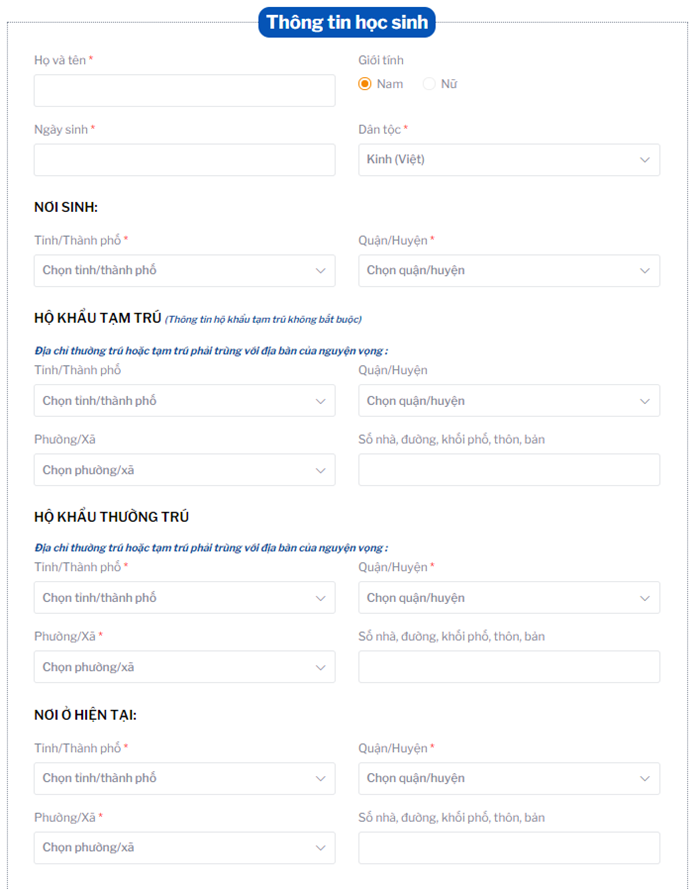 Thông tin học sinh
Họ và tên *
Giới tính
Nam
Nữ
Ngày sinh *
Dân tộc *
Kinh (Việt)
NƠI SINH:
Tỉnh/Thành phố *
Quận/Huyện *
Chọn tỉnh/thành phố
Chọn quận/huyện
HỘ KHẨU TẠM TRÚ (Thông tin hộ khẩu tạm trú không bắt buộc)
Địa chỉ thường trú hoặc tạm trú phải trùng với địa bàn của nguyện vọng :
Tỉnh/Thành phố
Quận/Huyện
Chọn tỉnh/thành phố
Chọn quận/huyện
Phường/Xã
Số nhà, đường, khối phố, thôn, bản
Chọn phường/xã
HỘ KHẨU THƯỜNG TRÚ
Địa chỉ thường trú hoặc tạm trú phải trùng với địa bàn của nguyện vọng :
Tỉnh/Thành phố *
Quận/Huyện *
Chọn tỉnh/thành phố
Chọn quận/huyện
Phường/Xã *
Số nhà, đường, khối phố, thôn, bản
Chọn phường/xã
NƠI Ở HIỆN TẠI:
Tỉnh/Thành phố *
Quận/Huyện *
Chọn tỉnh/thành phố
Chọn quận/huyện
Phường/Xã *
Số nhà, đường, khối phố, thôn, bản
Chọn phường/xã